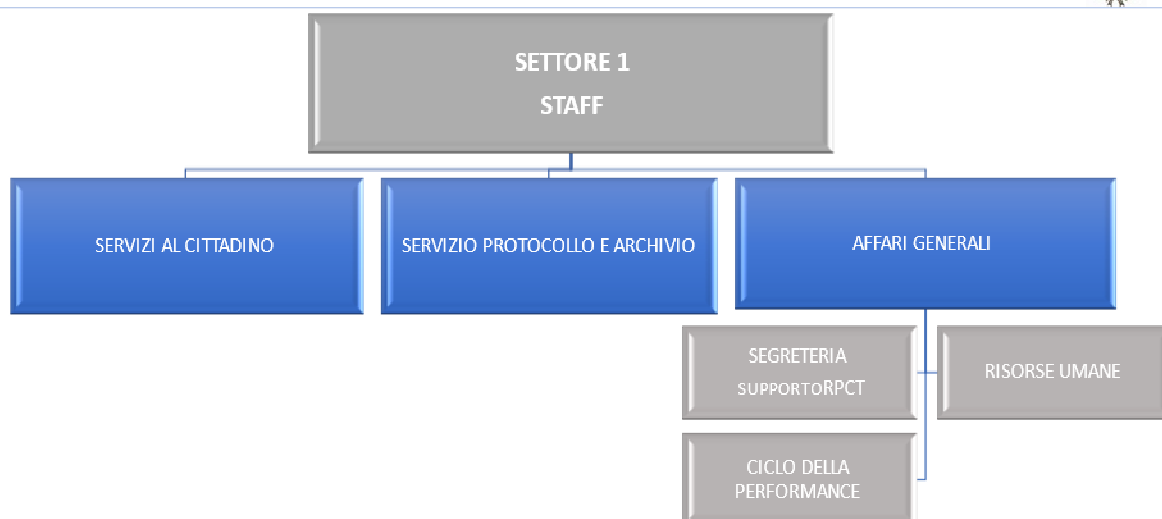 SETTORE 1
STAFF
SERVIZI AL CITTADINO
SERVIZIO PROTOCOLLO E ARCHIVIO
AFFARI GENERALI
SEGRETERIA
SUPPORTORPCT
RISORSE UMANE
CICLO DELLA
PERFORMANCE